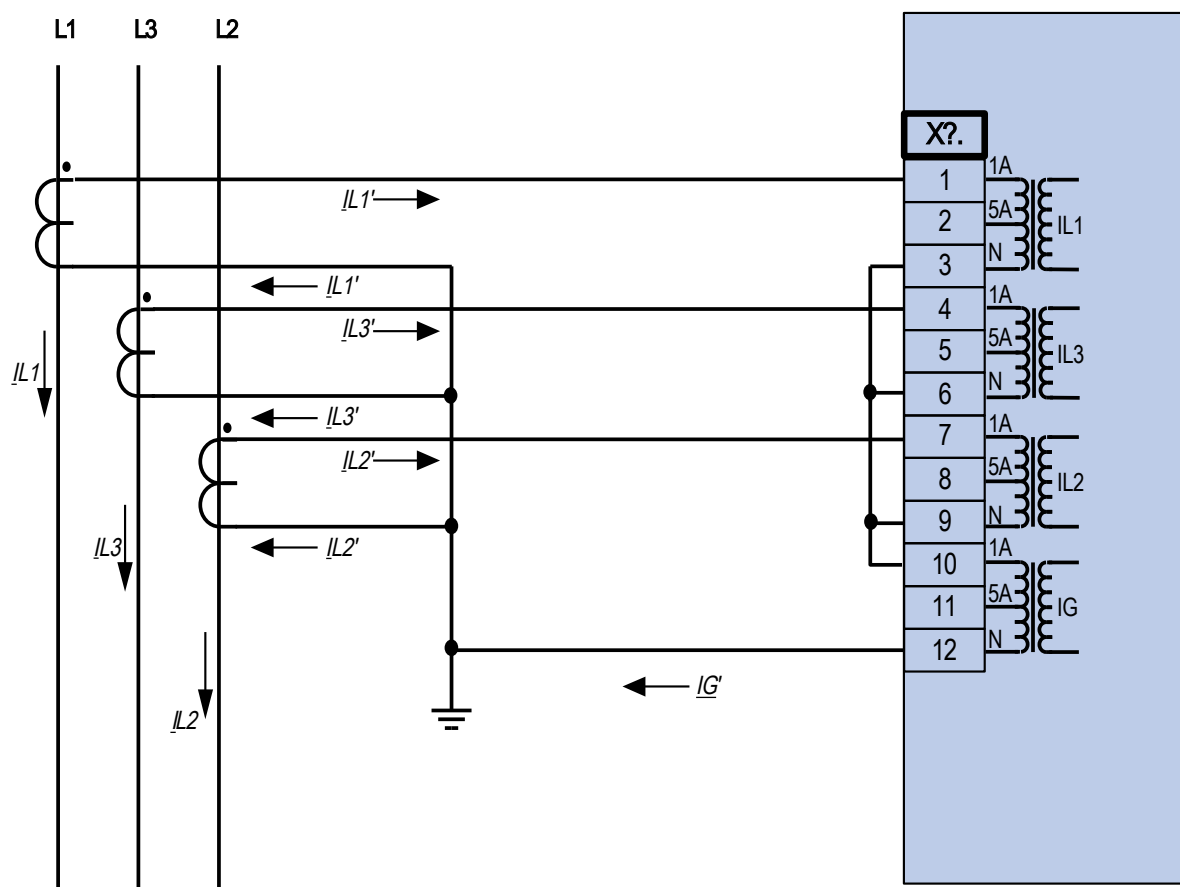 L1 L3 L2
X?.
1 1A
IL1'
2 5A IL1
3 N
IL1'
4 1A
IL3'
5 5A IL3
IL1
6 N
IL3'
7 1A
IL2'
8 5A IL2
9 N
IL3
IL2'
10 1A
11 5A IG
12 N
IG'
IL2